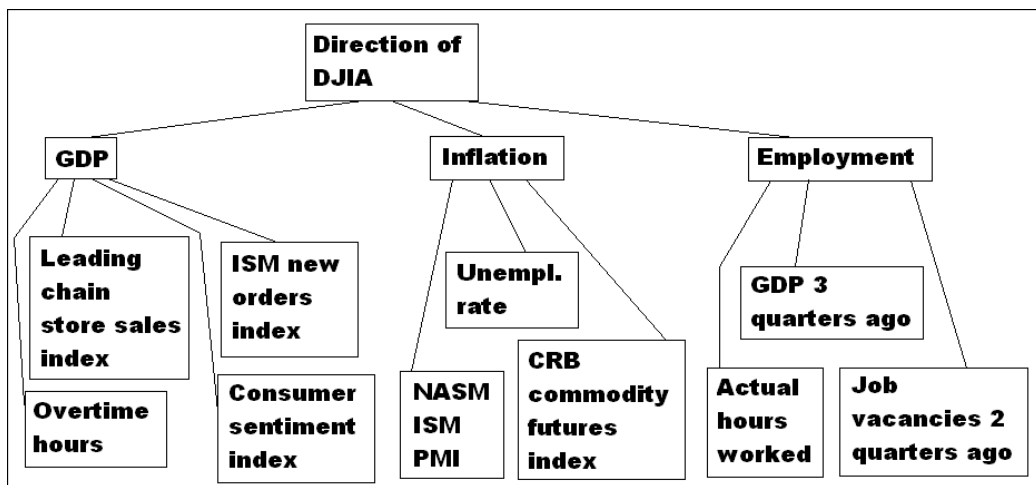 Direction of
DJIA
GDP
Inflation
Employment
Leading
chain
store sales
index
ISM new
orders
index
Unempl.
rate
GDP 3
quarters ago
Overtime
hours
Consumer
sentiment
index
NASM
ISM
PMI
CRB
commodity
futures
index
Actual
hours
worked
Job
vacancies 2
quarters ago